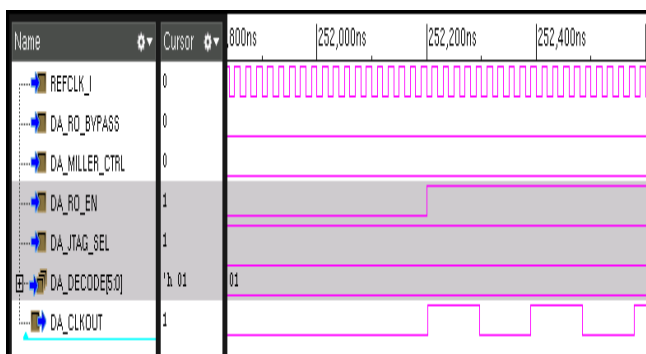 Name Cursor ,800ns 252,000ns 252,200ns 252,400ns
REFCLK_I 0
DA_RO_BYPASS 0
DA_MILLER_CTRL 0
DA_RO_EN 1
DA_JTAG_SEL 1
DA_DECODE[5:0] 'h 01 01
DA_CLKOUT 1